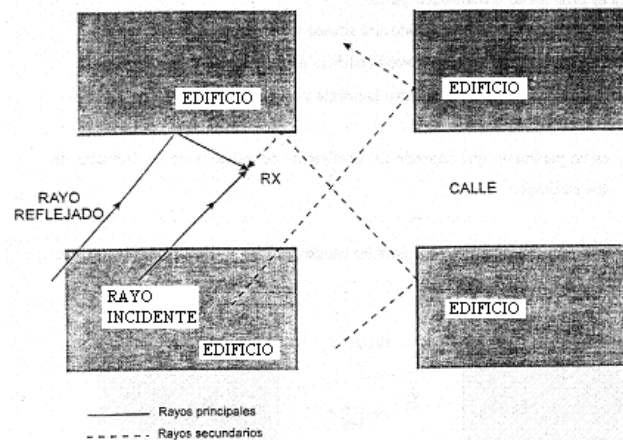 EDIFICIO
EDIFICIO
RX
RAYO
REFLEJADO
CALLE
RAYO
INCIDENTE
EDIFICIO
EDIFICIO
Rayos principales
Rayos secundarios